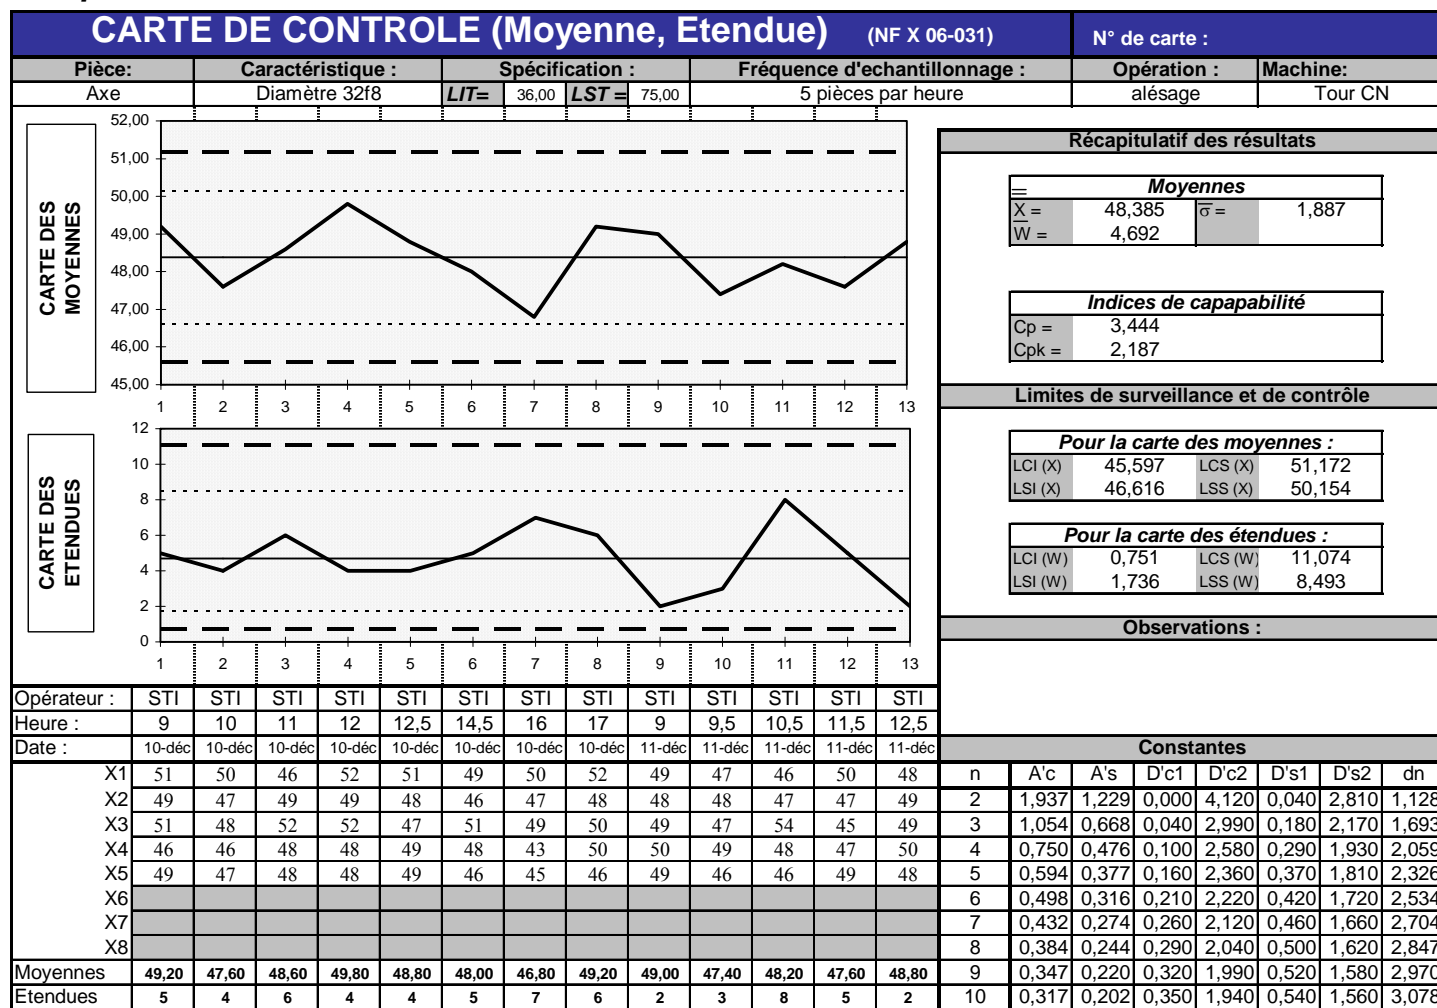 CARTE DE CONTROLE (Moyenne, Etendue) (NF X 06-031) N° de carte :
Pièce: Caractéristique : Spécification : Fréquence d'echantillonnage : Opération : Machine:
Axe Diamètre 32f8 LIT= 36,00 LST = 75,00 5 pièces par heure alésage Tour CN
CARTE DES MOYENNES
52,00
51,00
50,00
49,00
48,00
47,00
46,00
45,00
1 2 3 4 5 6 7 8 9 10 11 12 13
CARTE DES ETENDUES
12
10
8
6
4
2
0
1 2 3 4 5 6 7 8 9 10 11 12 13
Récapitulatif des résultats
Moyennes
X = 48,385 σ = 1,887
W = 4,692
Indices de capapabilité
Cp = 3,444
Cpk = 2,187
Limites de surveillance et de contrôle
Pour la carte des moyennes :
LCI (X) 45,597 LCS (X) 51,172
LSI (X) 46,616 LSS (X) 50,154
Pour la carte des étendues :
LCI (W) 0,751 LCS (W) 11,074
LSI (W) 1,736 LSS (W) 8,493
Observations :
Opérateur : STI STI STI STI STI STI STI STI STI STI STI STI STI
Heure : 9 10 11 12 12,5 14,5 16 17 9 9,5 10,5 11,5 12,5
Date : 10-déc 10-déc 10-déc 10-déc 10-déc 10-déc 10-déc 10-déc 11-déc 11-déc 11-déc 11-déc 11-déc
X1 51 50 46 52 51 49 50 52 49 47 46 50 48
X2 49 47 49 49 48 46 47 48 48 48 47 47 49
X3 51 48 52 52 47 51 49 50 49 47 54 45 49
X4 46 46 48 48 49 48 43 50 50 49 48 47 50
X5 49 47 48 48 49 46 45 46 49 46 46 49 48
X6
X7
X8
Moyennes 49,20 47,60 48,60 49,80 48,80 48,00 46,80 49,20 49,00 47,40 48,20 47,60 48,80
Etendues 5 4 6 4 4 5 7 6 2 3 8 5 2
Constantes
n A'c A's D'c1 D'c2 D's1 D's2 dn
2 1,937 1,229 0,000 4,120 0,040 2,810 1,128
3 1,054 0,668 0,040 2,990 0,180 2,170 1,693
4 0,750 0,476 0,100 2,580 0,290 1,930 2,059
5 0,594 0,377 0,160 2,360 0,370 1,810 2,326
6 0,498 0,316 0,210 2,220 0,420 1,720 2,534
7 0,432 0,274 0,260 2,120 0,460 1,660 2,704
8 0,384 0,244 0,290 2,040 0,500 1,620 2,847
9 0,347 0,220 0,320 1,990 0,520 1,580 2,970
10 0,317 0,202 0,350 1,940 0,540 1,560 3,078